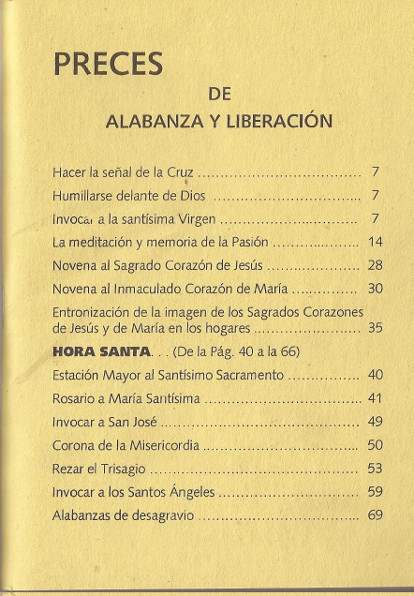 PRECES
DE
ALABANZA Y LIBERACIÓN
Hacer la señal de la Cruz ................................... 7
Humillarse delante de Dios ................................. 7
Invocar a la santísima Virgen .............................. 7
La meditación y memoria de la Pasión .................. 14
Novena al Sagrado Corazón de Jesús ................... 28
Novena al Inmaculado Corazón de María .............. 30
Entronización de la imagen de los Sagrados Corazones
de Jesús y de María en los hogares ...................... 35
HORA SANTA. . . (De la Pág. 40 a la 66)
Estación Mayor al Santísimo Sacramento .............. 40
Rosario a María Santísima .................................. 41
Invocar a San José ............................................ 49
Corona de la Misericordia ................................... 50
Rezar el Trisagio ............................................... 53
Invocar a los Santos Ángeles .............................. 59
Alabanzas de desagravio .................................... 69